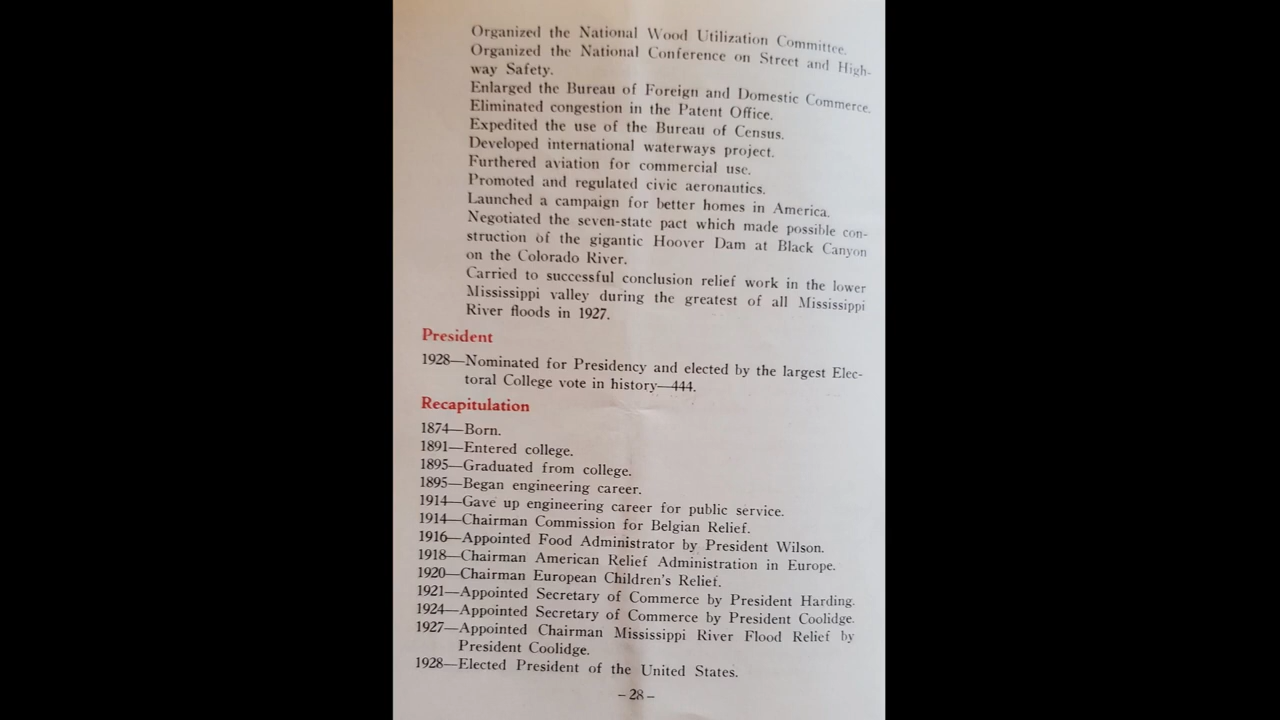 Organized the National Wood Utilization Committee.
Organized the National Conference on Street and High-
way Safety.
Enlarged the Bureau of Foreign and Domestic Commerce.
Eliminated congestion in the Patent Office.
Expedited the use of the Bureau of Census.
Developed international waterways project.
Furthered aviation for commercial use.
Promoted and regulated civic aeronautics.
Launched a campaign for better homes in America.
Negotiated the seven-state pact which made possible con-
struction of the gigantic Hoover Dam at Black Canyon
on the Colorado River.
Carried to successful conclusion relief work in the lower
Mississippi valley during the greatest of all Mississippi
River floods in 1927.
President
1928—Nominated for Presidency and elected by the largest Elec-
toral College vote in history—444.
Recapitulation
1874—Born.
1891—Entered college.
1895—Graduated from college.
1895—Began engineering career.
1914—Gave up engineering career for public service.
1914—Chairman Commission for Belgian Relief.
1916—Appointed Food Administrator by President Wilson.
1918—Chairman American Relief Administration in Europe.
1920—Chairman European Children's Relief.
1921—Appointed Secretary of Commerce by President Harding.
1924—Appointed Secretary of Commerce by President Coolidge.
1927—Appointed Chairman Mississippi River Flood Relief by
President Coolidge.
1928—Elected President of the United States.
– 28 –